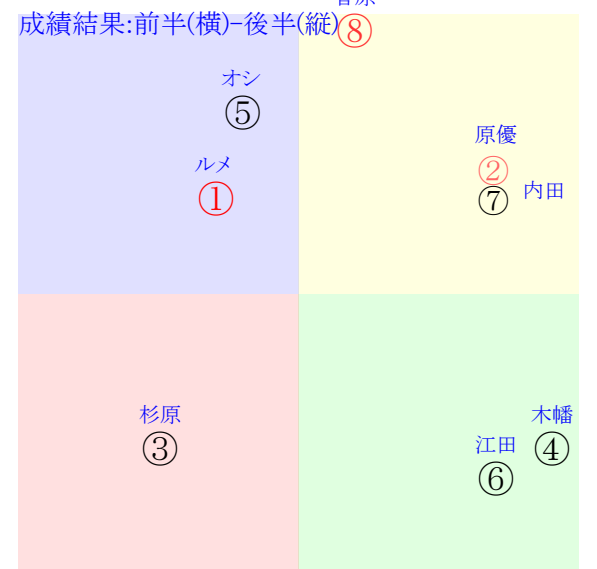 成績結果:前半(横)-後半(縦)
⑧
オシ
⑤
原優
②
ルメ
①
⑦
内田
杉原
③
木幡
④
江田
⑥